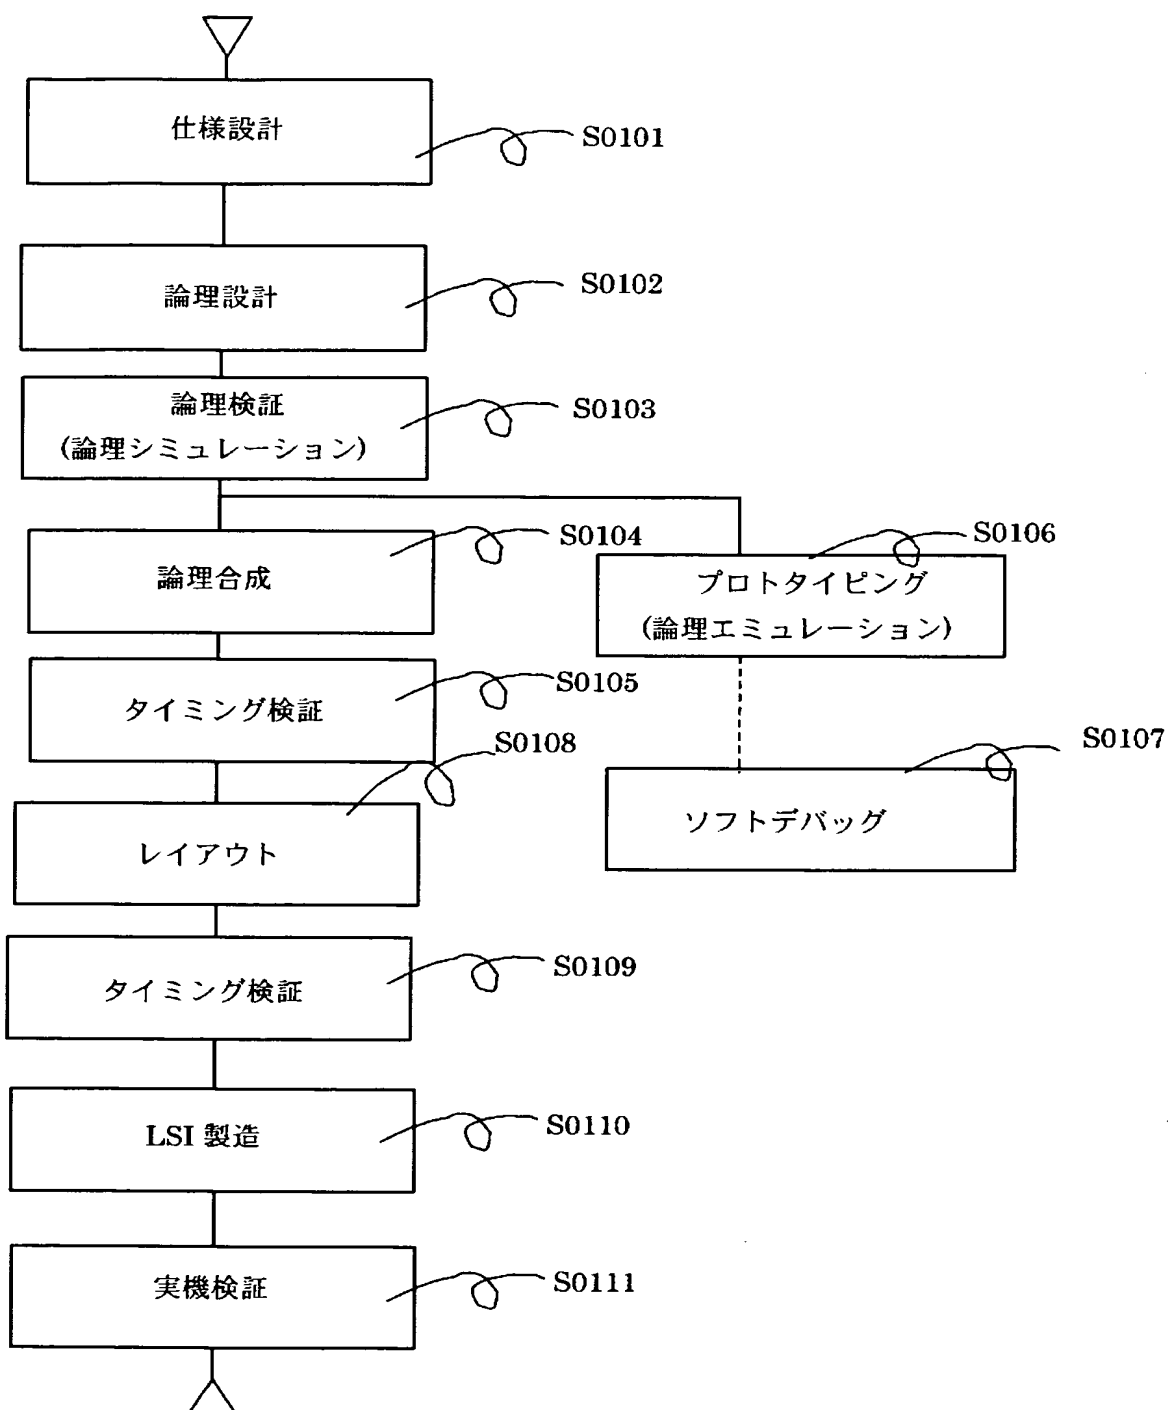 仕様設計
S0101
論理設計
S0102
論理検証
(論理シミュレーション)
S0103
論理合成
S0104
プロトタイピング
(論理エミュレーション)
S0106
タイミング検証
S0105
ソフトデバッグ
S0107
レイアウト
S0108
タイミング検証
S0109
LSI 製造
S0110
実機検証
S0111